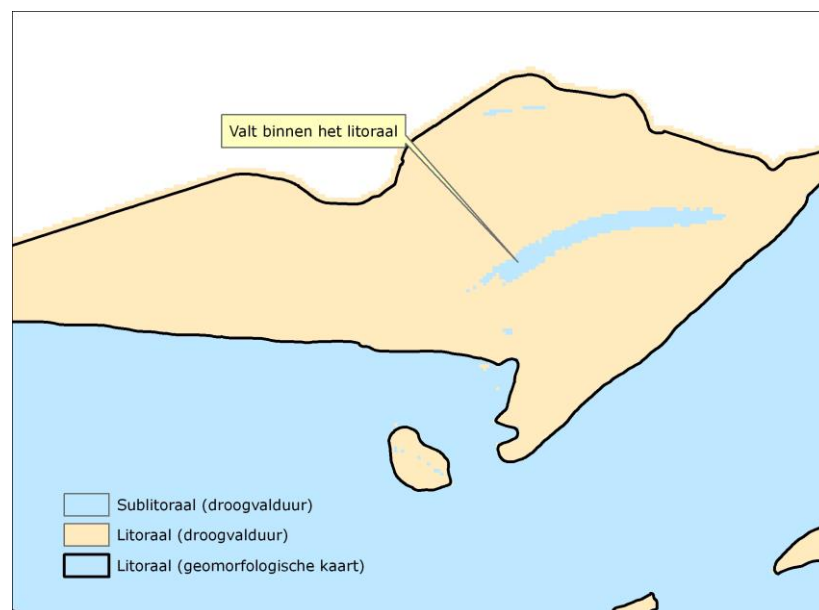 Valt binnen het litoraal
Sublitoraal (droogvalduur)
Litoraal (droogvalduur)
Litoraal (geomorfologische kaart)